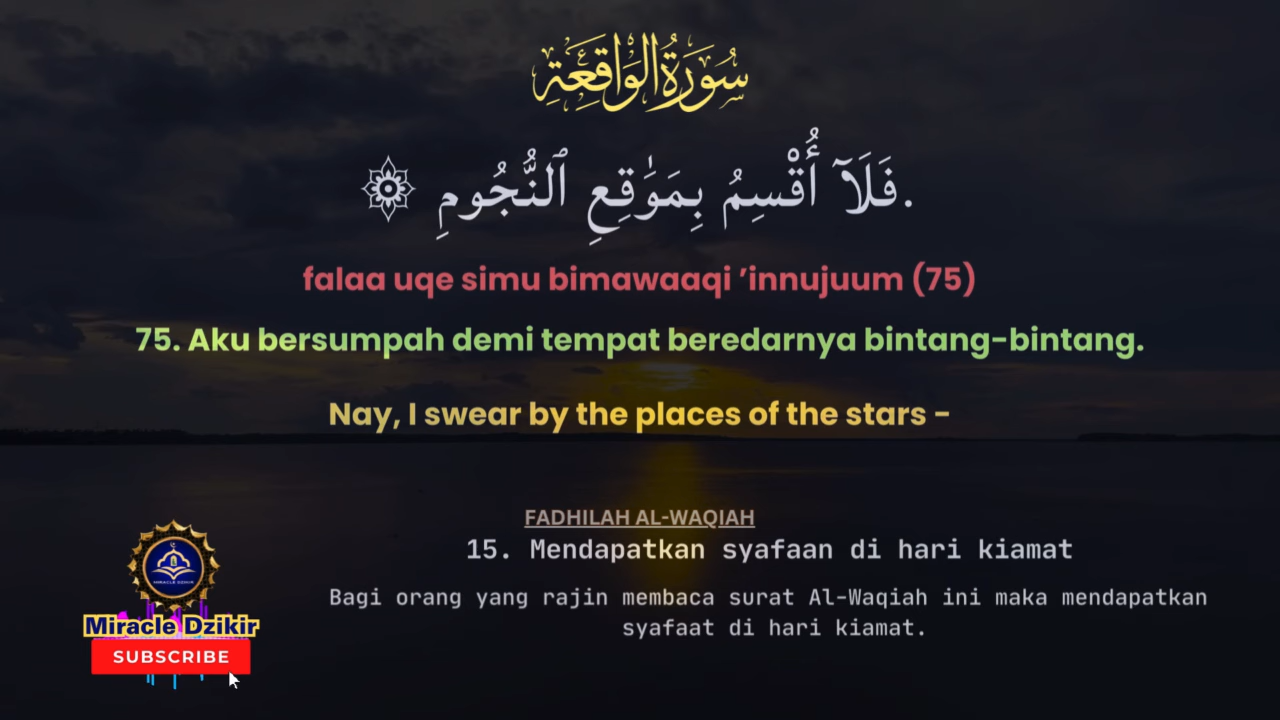 سُورَةُ الْوَاقِعَةِ
فَلَآ أُقْسِمُ بِمَوَٰقِعِ ٱلنُّجُومِ.
falaa uqe simu bimawaaqi ’innujuum (75)
75. Aku bersumpah demi tempat beredarnya bintang-bintang.
Nay, I swear by the places of the stars -
FADHILAH AL-WAQIAH
15. Mendapatkan syafaan di hari kiamat
Bagi orang yang rajin membaca surat Al-Waqiah ini maka mendapatkan
syafaat di hari kiamat.
MIRACLE DZIKIR
Miracle Dzikir
SUBSCRIBE